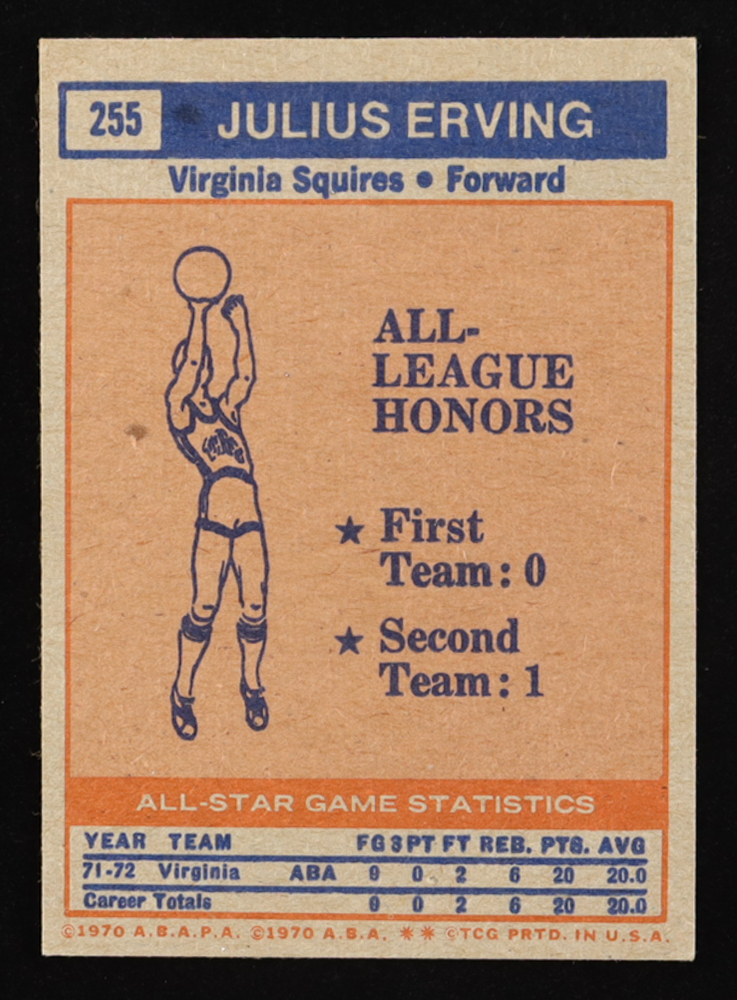 255 JULIUS ERVING
Virginia Squires • Forward
ALL-
LEAGUE
HONORS
★ First
Team: 0
★ Second
Team: 1
ALL-STAR GAME STATISTICS
YEAR TEAM FG 3PT FT REB. PTS. AVG
71-72 Virginia ABA 9 0 2 6 20 20.0
Career Totals 9 0 2 6 20 20.0
©1970 A.B.A.P.A. ©1970 A.B.A. ** ©TCG PRTD. IN U.S.A.